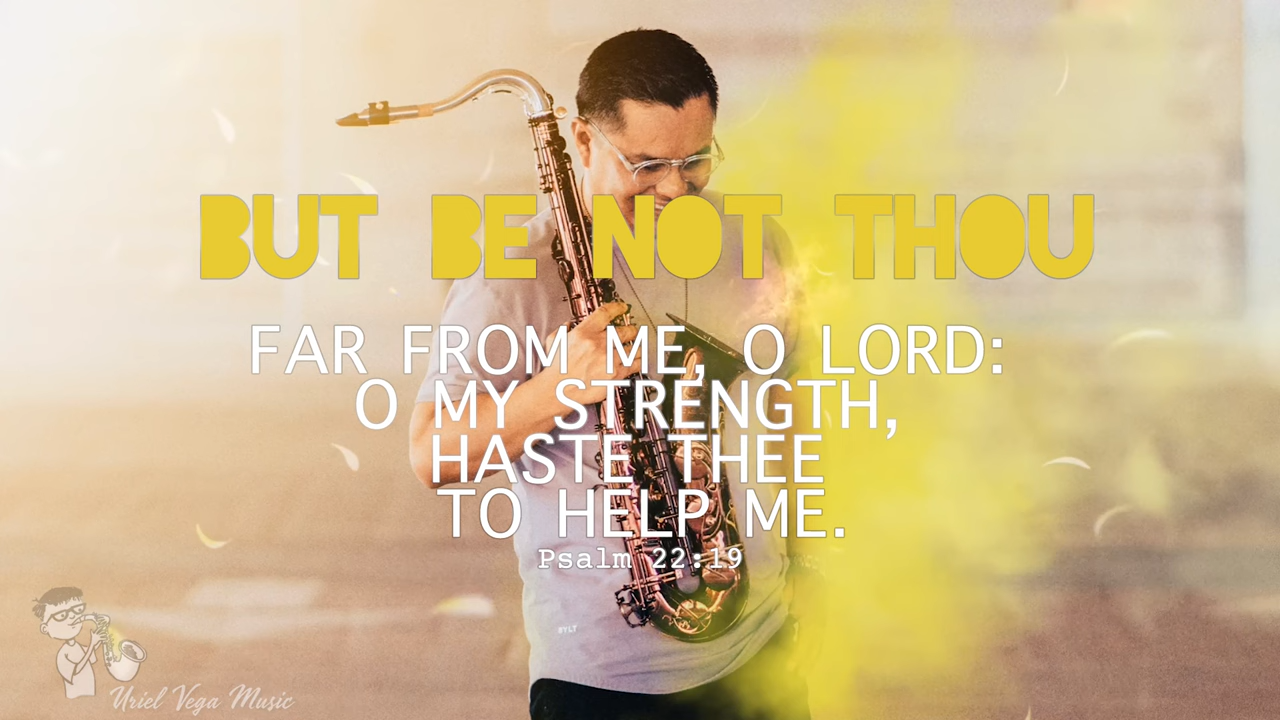 BUT BE NOT THOU
FAR FROM ME, O LORD:
O MY STRENGTH,
HASTE THEE
TO HELP ME.
Psalm 22:19
SYLT
Uriel Vega Music